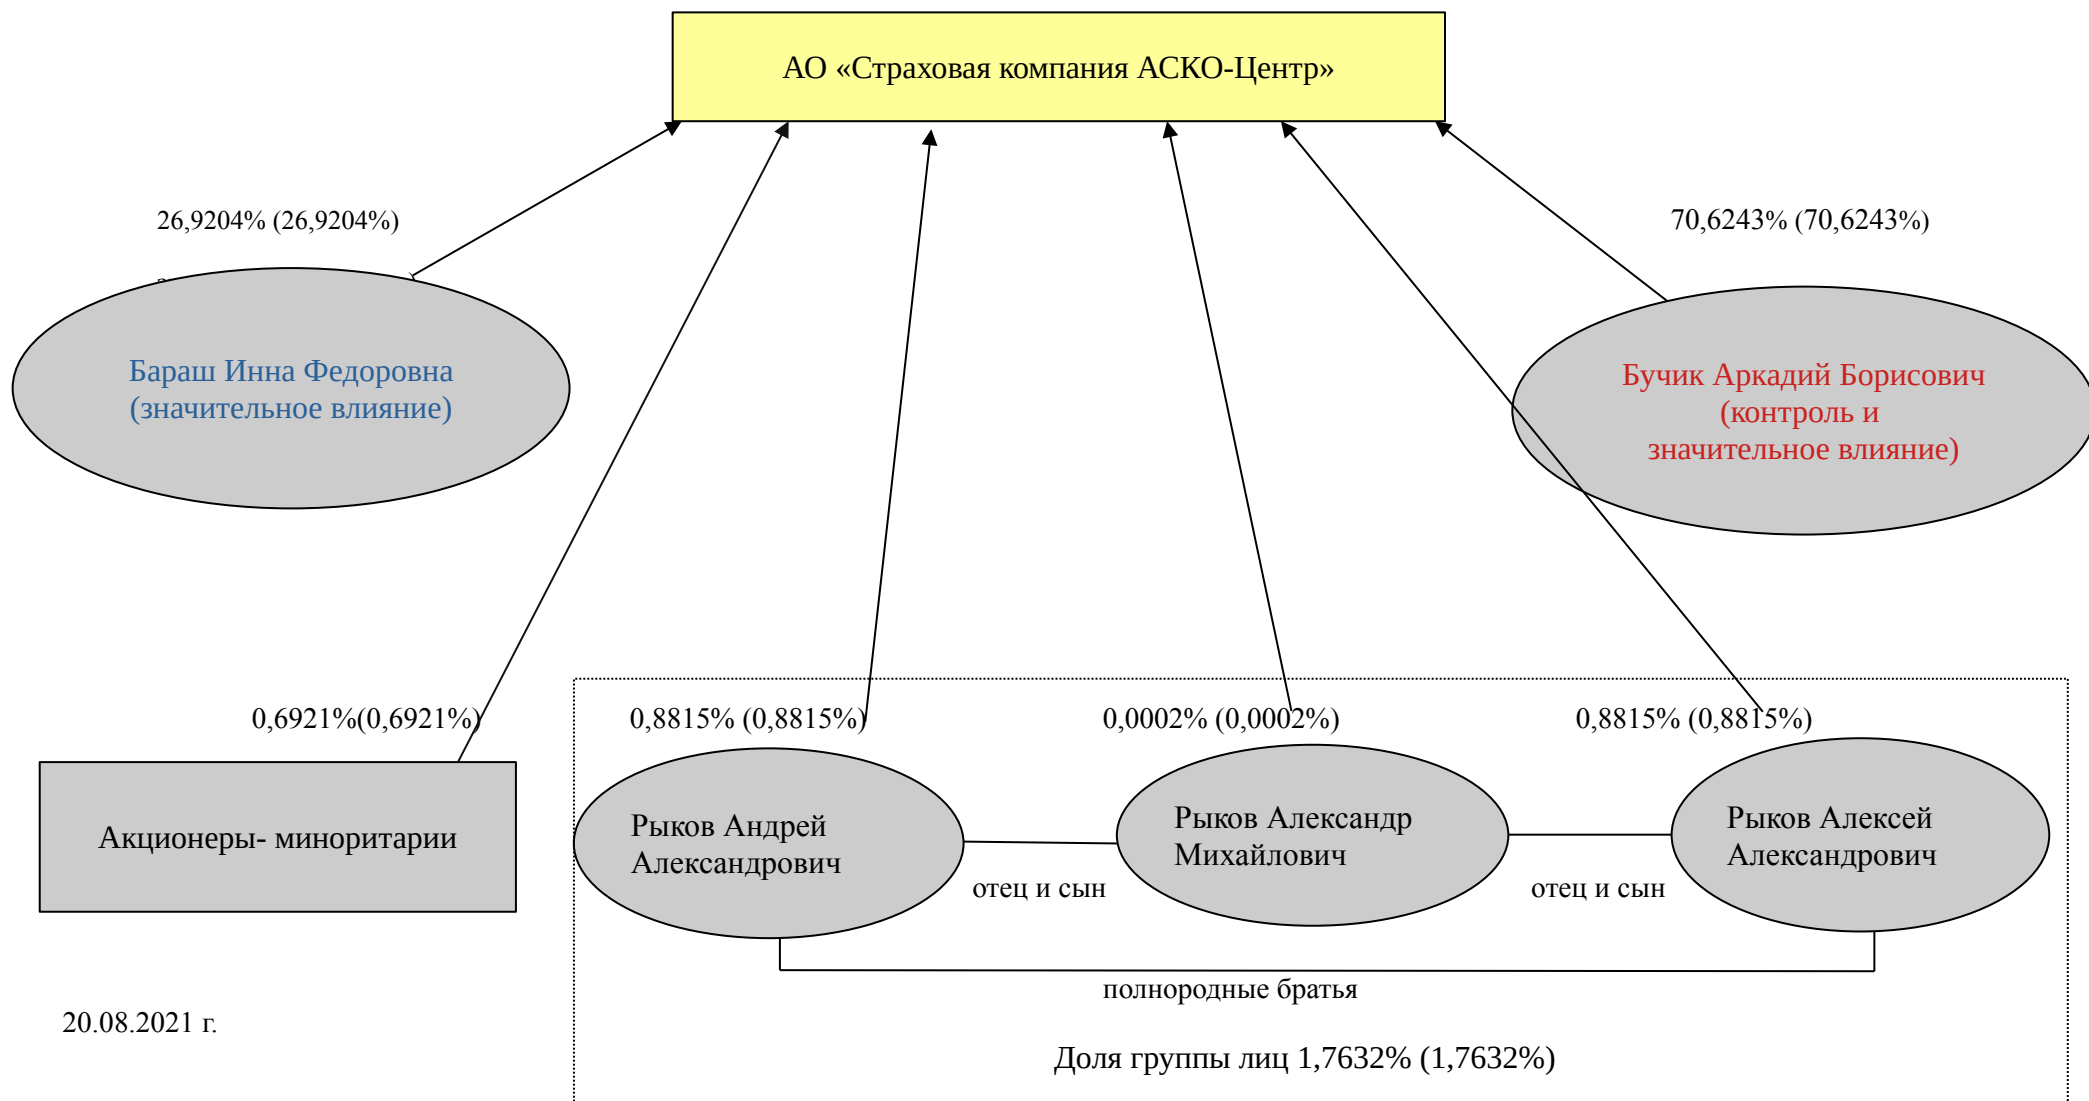 АО «Страховая компания АСКО-Центр»
26,9204% (26,9204%)
70,6243% (70,6243%)
Бараш Инна Федоровна
(значительное влияние)
Бучик Аркадий Борисович
(контроль и
значительное влияние)
0,6921%(0,6921%)
0,8815% (0,8815%)
0,0002% (0,0002%)
0,8815% (0,8815%)
Акционеры- миноритарии
Рыков Андрей
Александрович
Рыков Александр
Михайлович
Рыков Алексей
Александрович
отец и сын
отец и сын
полнородные братья
20.08.2021 г.
Доля группы лиц 1,7632% (1,7632%)